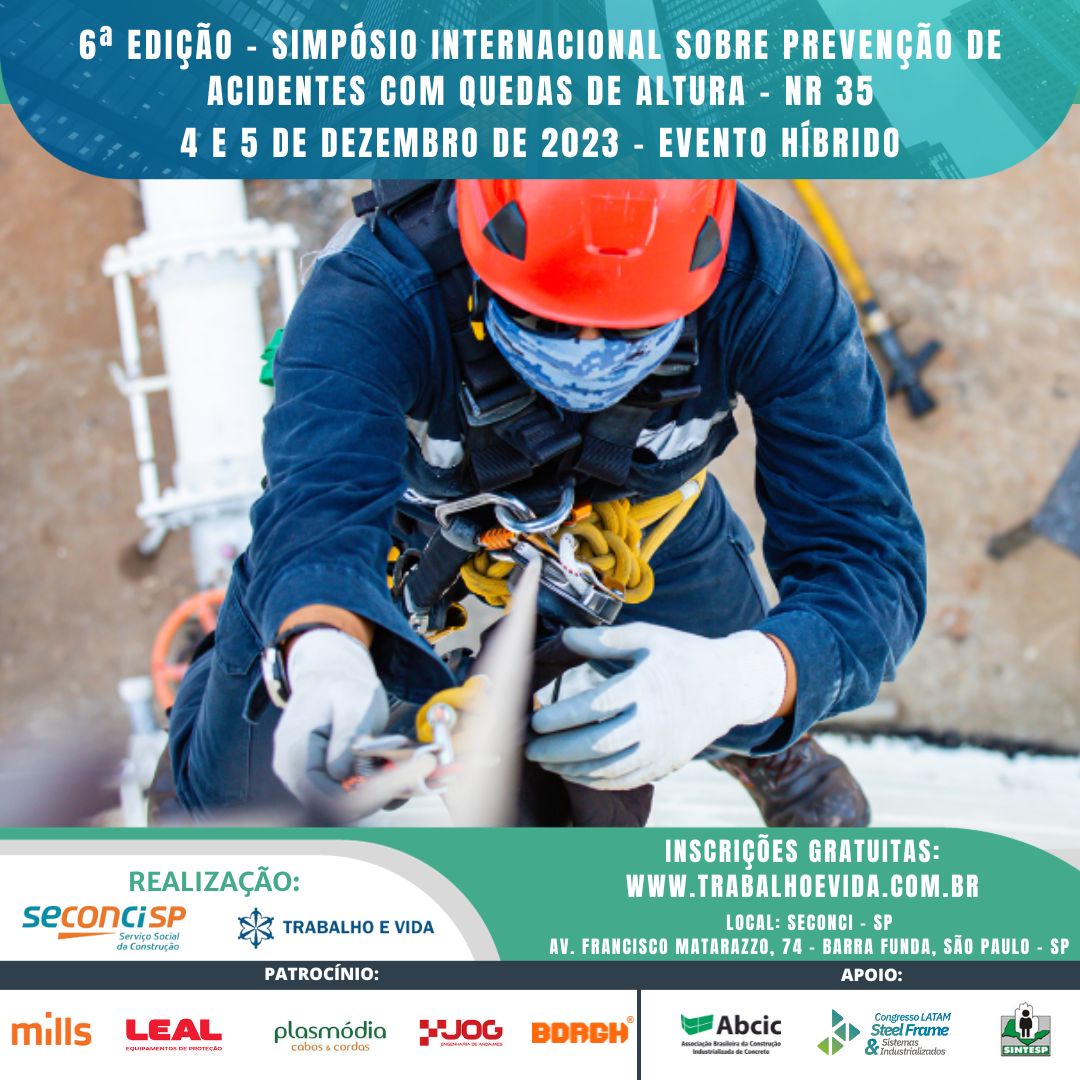 6ª EDIÇÃO - SIMPÓSIO INTERNACIONAL SOBRE PREVENÇÃO DE
ACIDENTES COM QUEDAS DE ALTURA - NR 35
4 E 5 DE DEZEMBRO DE 2023 - EVENTO HÍBRIDO
REALIZAÇÃO:
seconci SP
Serviço Social
da Construção
TRABALHO E VIDA
INSCRIÇÕES GRATUITAS:
WWW.TRABALHOEVIDA.COM.BR
LOCAL: SECONCI - SP
AV. FRANCISCO MATARAZZO, 74 - BARRA FUNDA, SÃO PAULO - SP
PATROCÍNIO:
mills
LEAL
EQUIPAMENTOS DE PROTEÇÃO
plasmódia
cabos & cordas
JOG
ENGENHARIA DE ANDAIMES
BORGH®
APOIO:
Abcic
Associação Brasileira da Construção
Industrializada de Concreto
Congresso LATAM
Steel Frame
& Sistemas
Industrializados
SINTESP